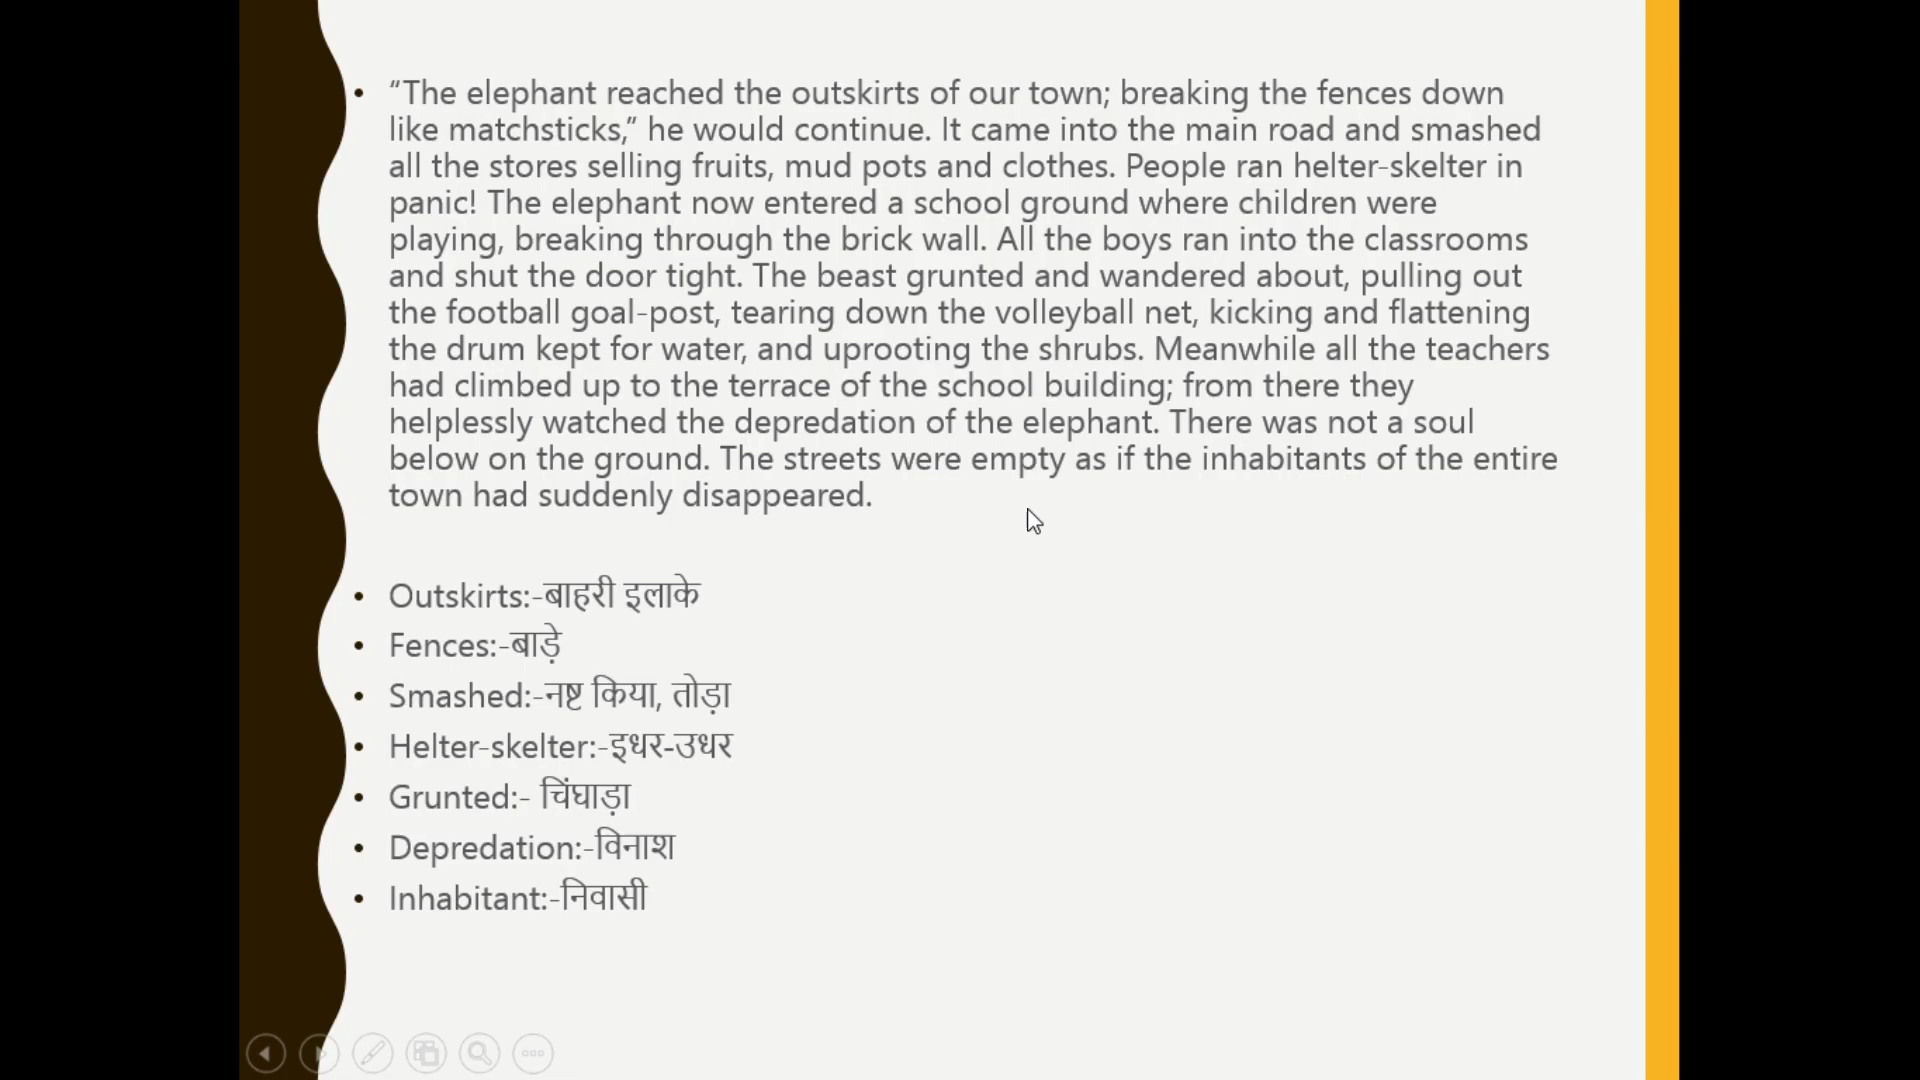 • “The elephant reached the outskirts of our town; breaking the fences down
like matchsticks,” he would continue. It came into the main road and smashed
all the stores selling fruits, mud pots and clothes. People ran helter-skelter in
panic! The elephant now entered a school ground where children were
playing, breaking through the brick wall. All the boys ran into the classrooms
and shut the door tight. The beast grunted and wandered about, pulling out
the football goal-post, tearing down the volleyball net, kicking and flattening
the drum kept for water, and uprooting the shrubs. Meanwhile all the teachers
had climbed up to the terrace of the school building; from there they
helplessly watched the depredation of the elephant. There was not a soul
below on the ground. The streets were empty as if the inhabitants of the entire
town had suddenly disappeared.
• Outskirts:-बाहरी इलाके
• Fences:-बाड़े
• Smashed:-नष्ट किया, तोड़ा
• Helter-skelter:-इधर-उधर
• Grunted:- चिंघाड़ा
• Depredation:-विनाश
• Inhabitant:-निवासी